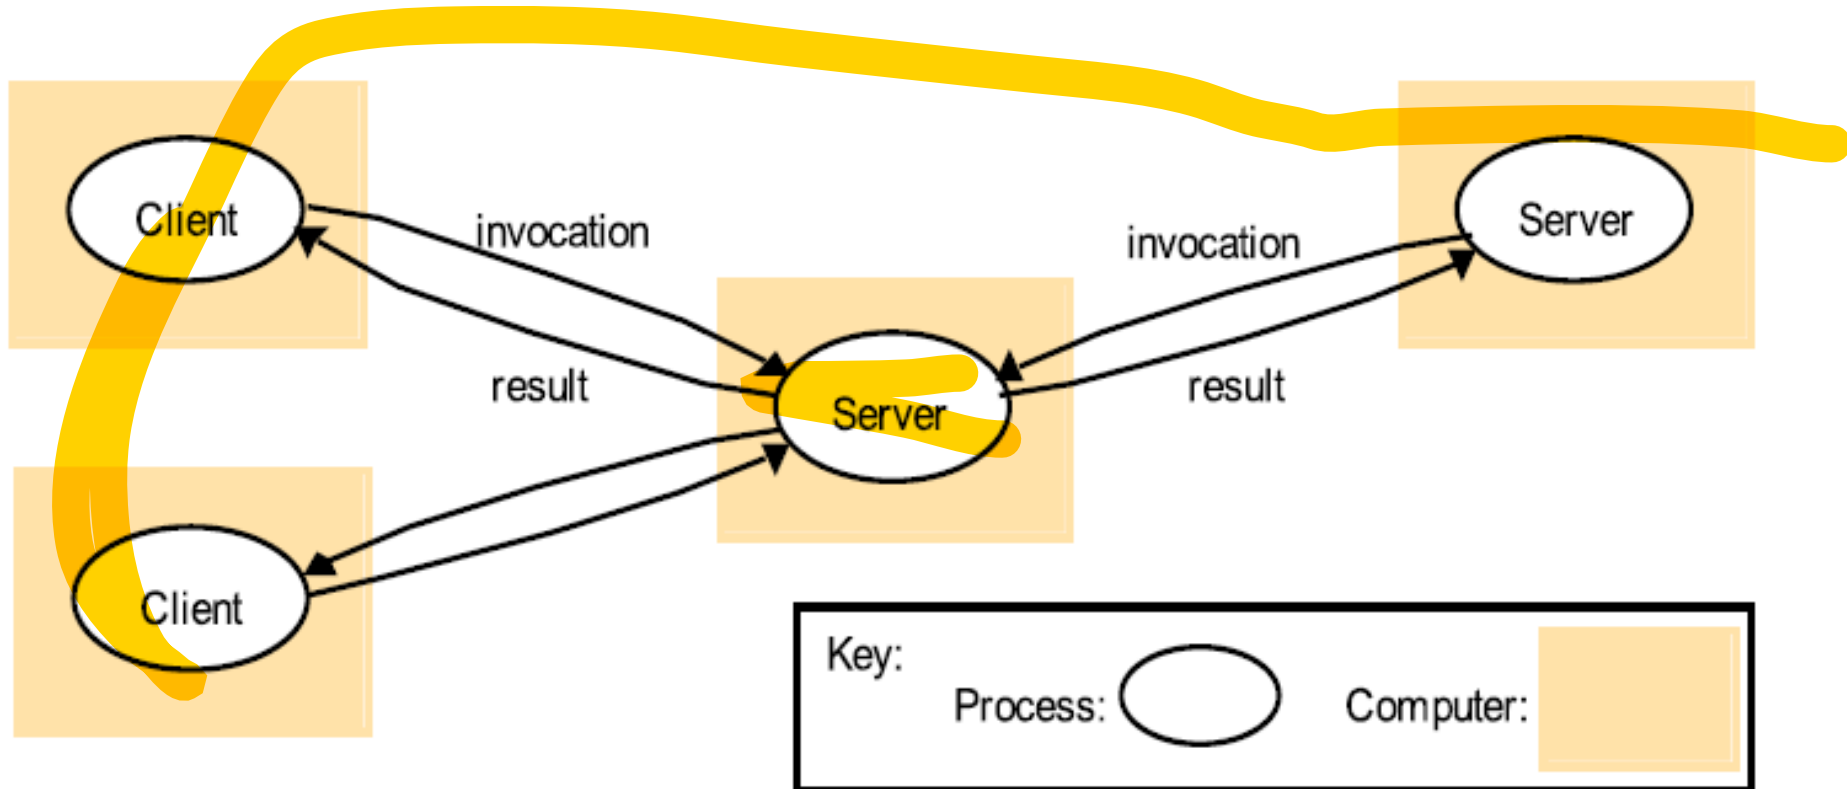 Client
invocation
invocation
Server
result
Server
result
Client
Key:
Process:
Computer: